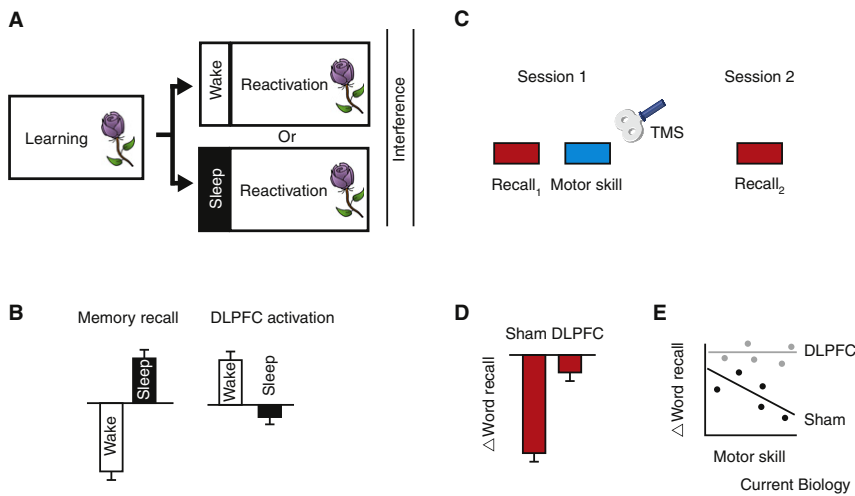 A
Learning
Wake
Reactivation
Or
Sleep
Reactivation
Interference
B
Memory recall
DLPFC activation
Wake
Sleep
Wake
Sleep
C
Session 1
Session 2
TMS
Recall1
Motor skill
Recall2
D
Sham DLPFC
△Word recall
E
△Word recall
DLPFC
Sham
Motor skill
Current Biology